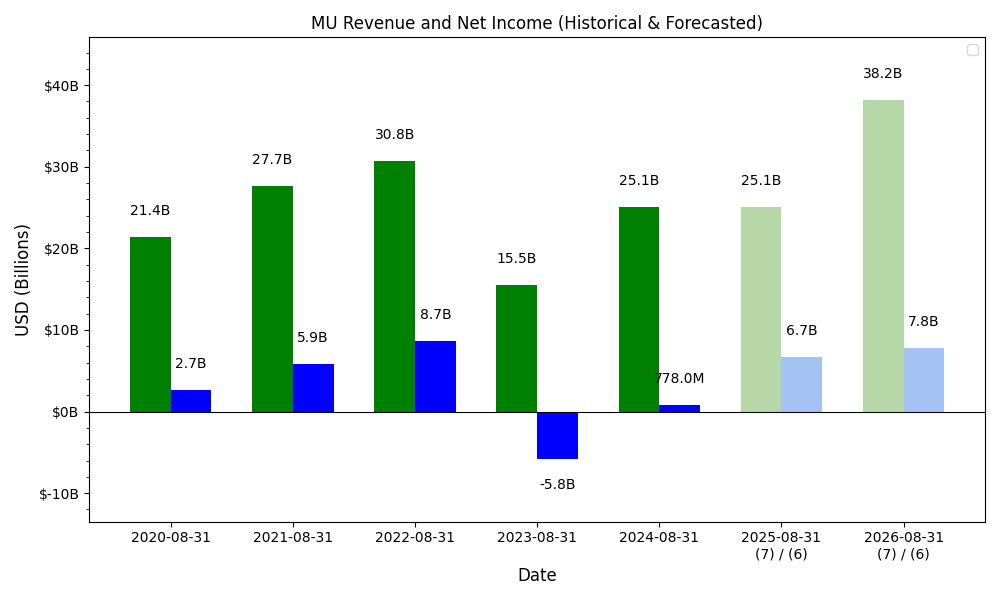 MU Revenue and Net Income (Historical & Forecasted)
USD (Billions)
$40B
$30B
$20B
$10B
$0B
$-10B
21.4B
2.7B
27.7B
5.9B
30.8B
8.7B
15.5B
-5.8B
25.1B
778.0M
25.1B
6.7B
38.2B
7.8B
2020-08-31
2021-08-31
2022-08-31
2023-08-31
2024-08-31
2025-08-31
(7) / (6)
2026-08-31
(7) / (6)
Date